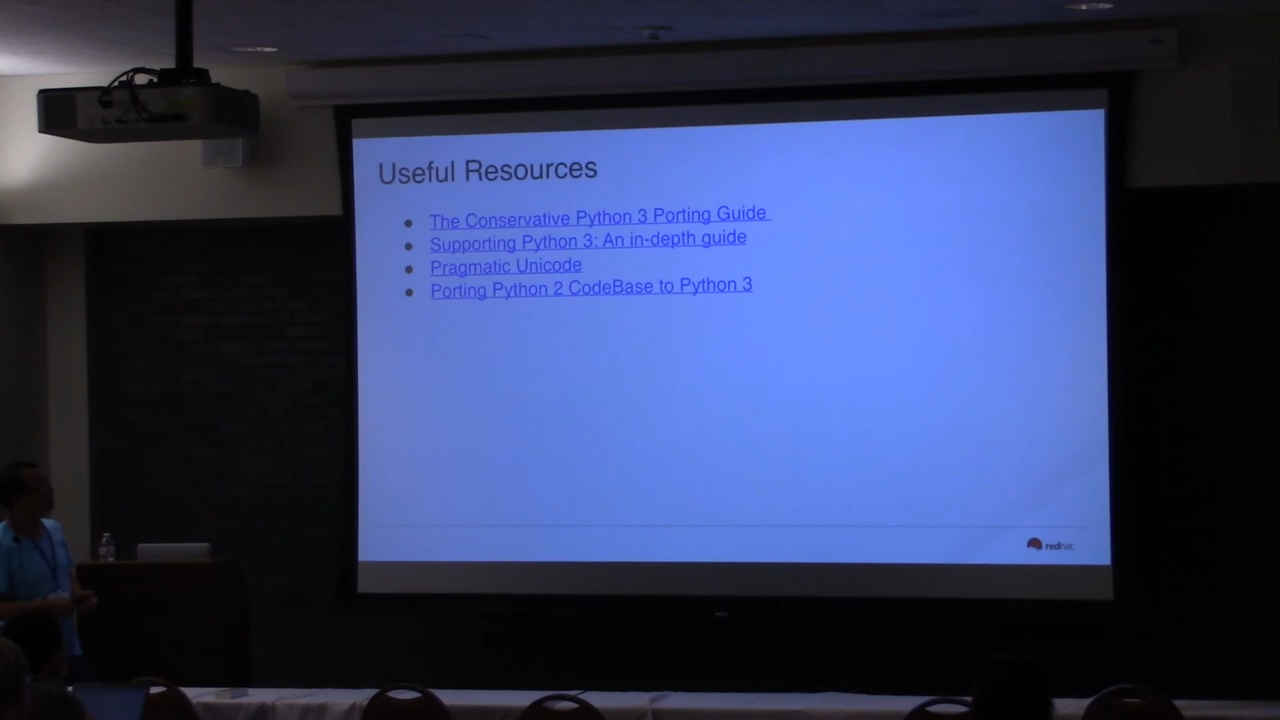 Useful Resources
The Conservative Python 3 Porting Guide
Supporting Python 3: An in-depth guide
Pragmatic Unicode
Porting Python 2 CodeBase to Python 3
redhat.